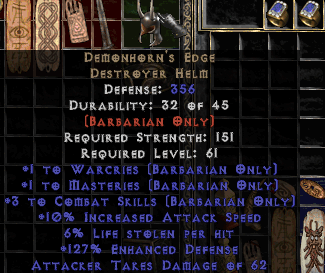 Demonhorn's Edge
Destroyer Helm
Defense: 356
Durability: 32 of 45
(Barbarian Only)
Required Strength: 151
Required Level: 61
+1 to Warcries (Barbarian Only)
+1 to Masteries (Barbarian Only)
+3 to Combat Skills (Barbarian Only)
+10% Increased Attack Speed
6% Life stolen per hit
+127% Enhanced Defense
Attacker Takes Damage of 62